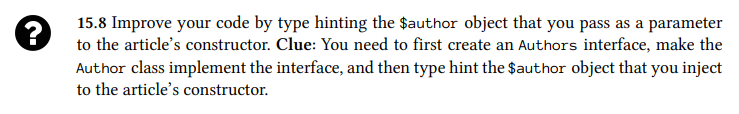 ?
15.8 Improve your code by type hinting the $author object that you pass as a parameter
to the article's constructor. Clue: You need to first create an Authors interface, make the
Author class implement the interface, and then type hint the $author object that you inject
to the article's constructor.